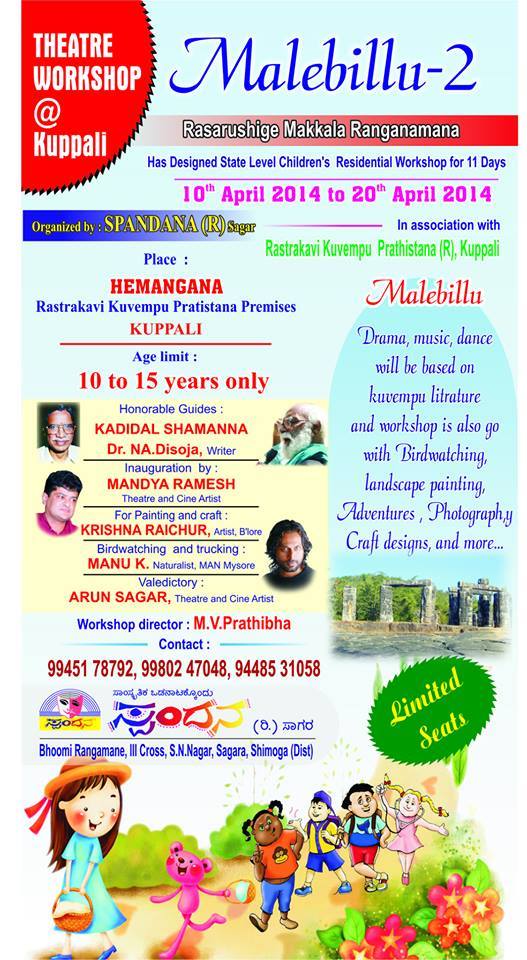 THEATRE
WORKSHOP
@
Kuppali
Malebillu-2
Rasarushige Makkala Ranganamana
Has Designed State Level Children's Residential Workshop for 11 Days
10th April 2014 to 20th April 2014
Organized by : SPANDANA (R) Sagar
In association with
Rastrakavi Kuvempu Prathistana (R), Kuppali
Place :
HEMANGANA
Rastrakavi Kuvempu Pratistana Premises
KUPPALI
Age limit :
10 to 15 years only
Honorable Guides :
KADIDAL SHAMANNA
Dr. NA.Disoja, Writer
Inauguration by :
MANDYA RAMESH
Theatre and Cine Artist
For Painting and craft :
KRISHNA RAICHUR, Artist, B'lore
Birdwatching and trucking :
MANU K. Naturalist, MAN Mysore
Valedictory :
ARUN SAGAR, Theatre and Cine Artist
Workshop director : M.V.Prathibha
Contact :
99451 78792, 99802 47048, 94485 31058
Malebillu
Drama, music, dance
will be based on
kuvempu litrature
and workshop is also go
with Birdwatching,
landscape painting,
Adventures , Photograph,y
Craft designs, and more...
Limited
Seats
ಸ್ಪಂದನ
ಸಾಂಸ್ಕೃತಿಕ ಒಡನಾಟಕ್ಕೊಂದು
ಸ್ಪಂದನ (ರಿ.) ಸಾಗರ
Bhoomi Rangamane, III Cross, S.N.Nagar, Sagara, Shimoga (Dist)